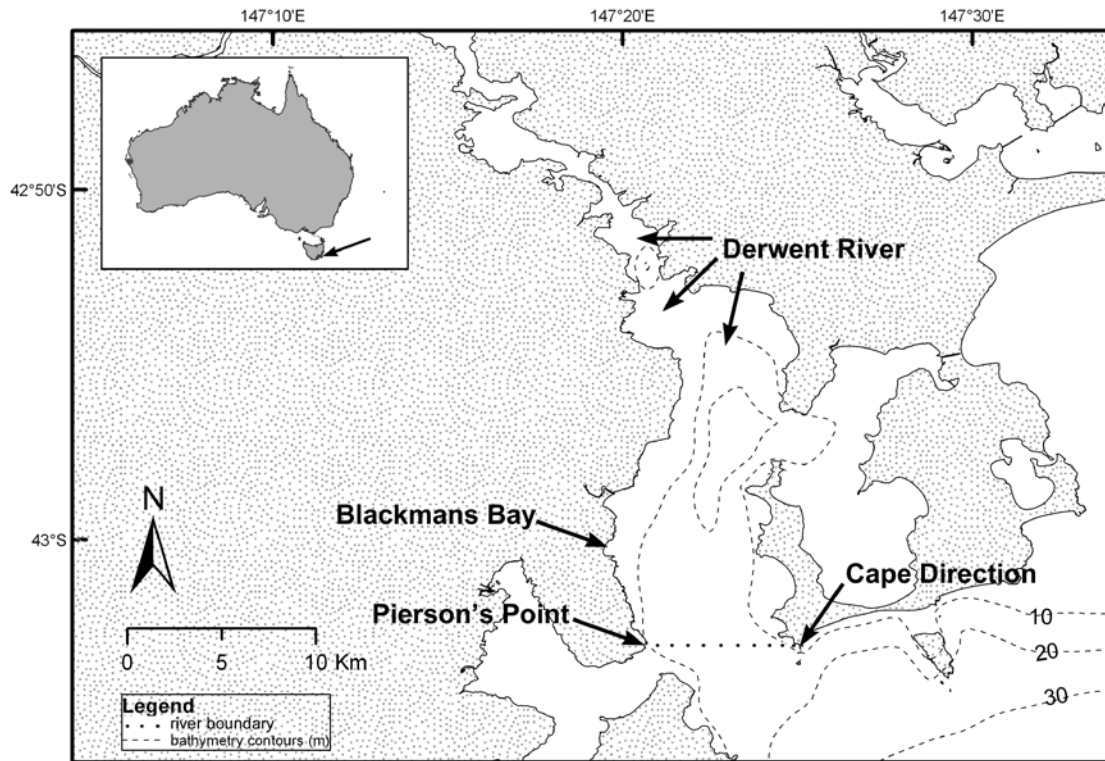 147°10'E
147°20'E
147°30'E
42°50'S
Derwent River
N
Blackmans Bay
43°S
Cape Direction
Pierson's Point
10
20
30
0 5 10 Km
Legend
river boundary
bathymetry contours (m)